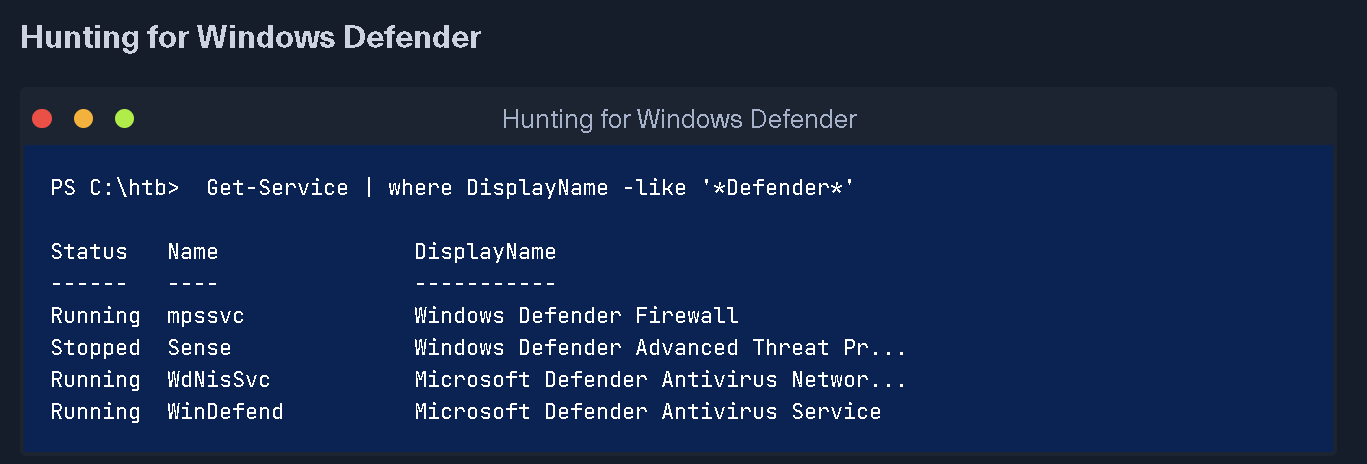 Hunting for Windows Defender
Hunting for Windows Defender
PS C:\htb>  Get-Service | where DisplayName -like '*Defender*'
Status   Name               DisplayName
------   ----               -----------
Running  mpssvc             Windows Defender Firewall
Stopped  Sense              Windows Defender Advanced Threat Pr...
Running  WdNisSvc           Microsoft Defender Antivirus Networ...
Running  WinDefend          Microsoft Defender Antivirus Service